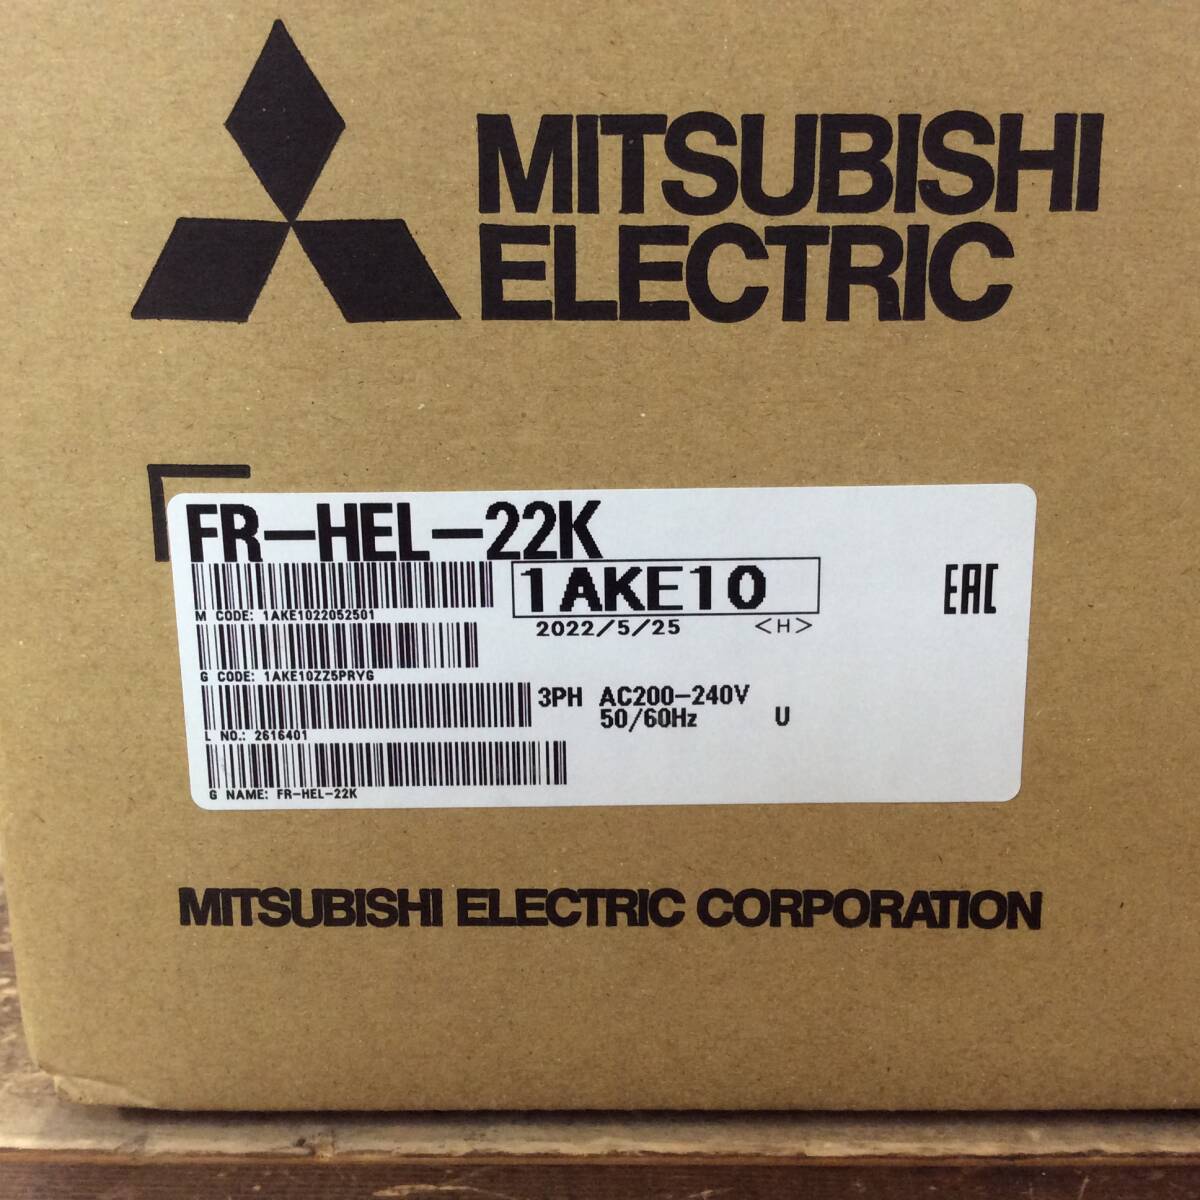 MITSUBISHI
ELECTRIC
FR-HEL-22K
1AKE10
EAC
M CODE: 1AKE1022052501
2022/5/25 <H>
G CODE: 1AKE10ZZ5PRYG
3PH AC200-240V
50/60Hz U
L NO.: 2616401
G NAME: FR-HEL-22K
MITSUBISHI ELECTRIC CORPORATION